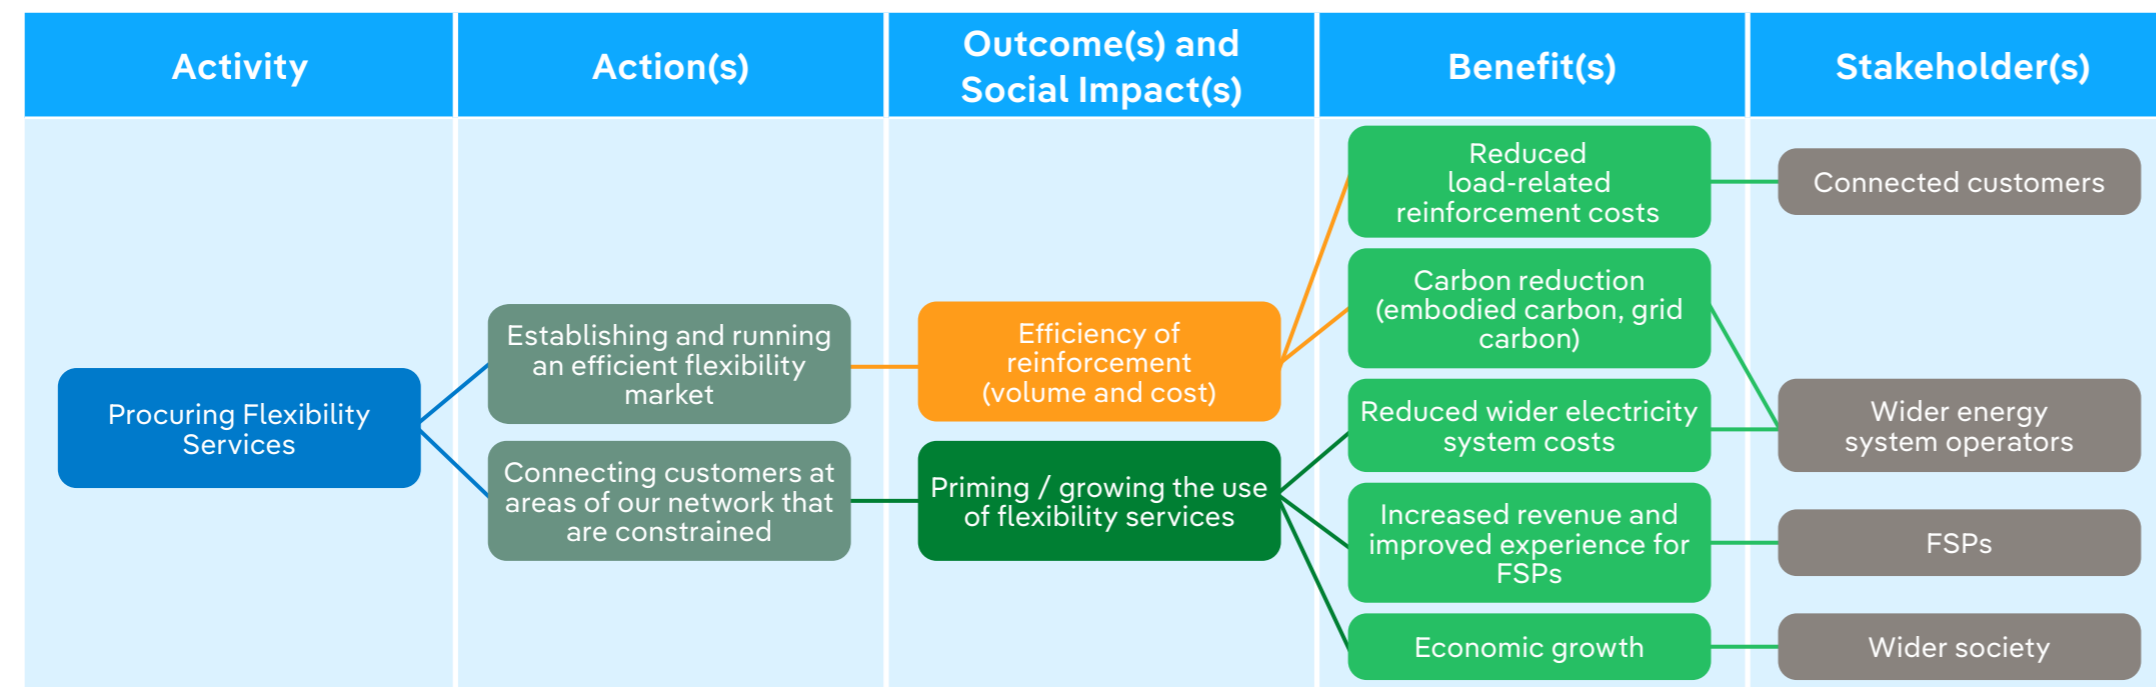 Activity
Action(s)
Outcome(s) and
Social Impact(s)
Benefit(s)
Stakeholder(s)
Procuring Flexibility
Services
Establishing and running
an efficient flexibility
market
Connecting customers at
areas of our network that
are constrained
Efficiency of
reinforcement
(volume and cost)
Priming / growing the use
of flexibility services
Reduced
load-related
reinforcement costs
Carbon reduction
(embodied carbon, grid
carbon)
Reduced wider electricity
system costs
Increased revenue and
improved experience for
FSPs
Economic growth
Connected customers
Wider energy
system operators
FSPs
Wider society